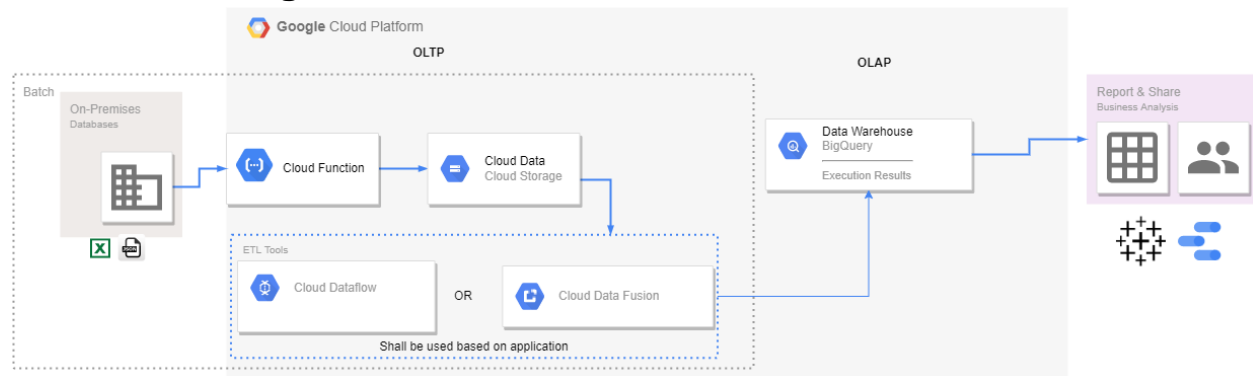 Google Cloud Platform
OLTP
OLAP
Batch
On-Premises
Databases
Cloud Function
Cloud Data
Cloud Storage
Data Warehouse
BigQuery
Execution Results
Report & Share
Business Analysis
ETL Tools
Cloud Dataflow
OR
Cloud Data Fusion
Shall be used based on application
X
JSON